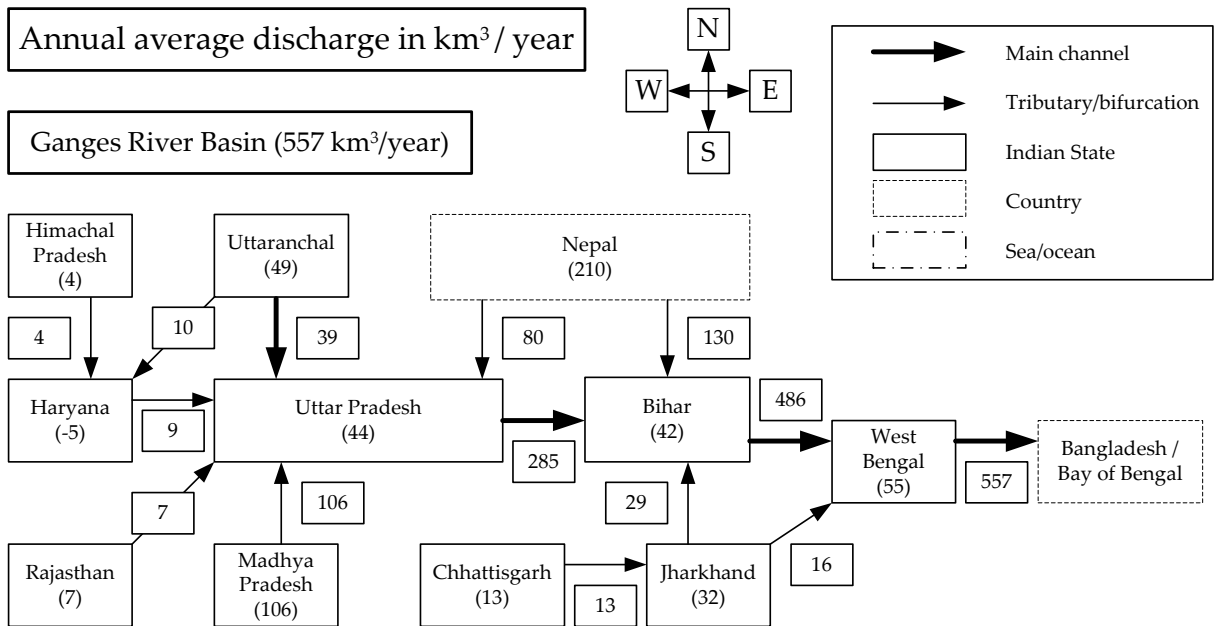 Annual average discharge in km³ / year
N
W
E
S
Ganges River Basin (557 km³/year)
Main channel
Tributary/bifurcation
Indian State
Country
Sea/ocean
Himachal
Pradesh
(4)
Uttaranchal
(49)
Nepal
(210)
4
10
39
80
130
Haryana
(-5)
9
Uttar Pradesh
(44)
285
Bihar
(42)
486
West
Bengal
(55)
557
Bangladesh /
Bay of Bengal
7
106
29
16
Rajasthan
(7)
Madhya
Pradesh
(106)
Chhattisgarh
(13)
13
Jharkhand
(32)